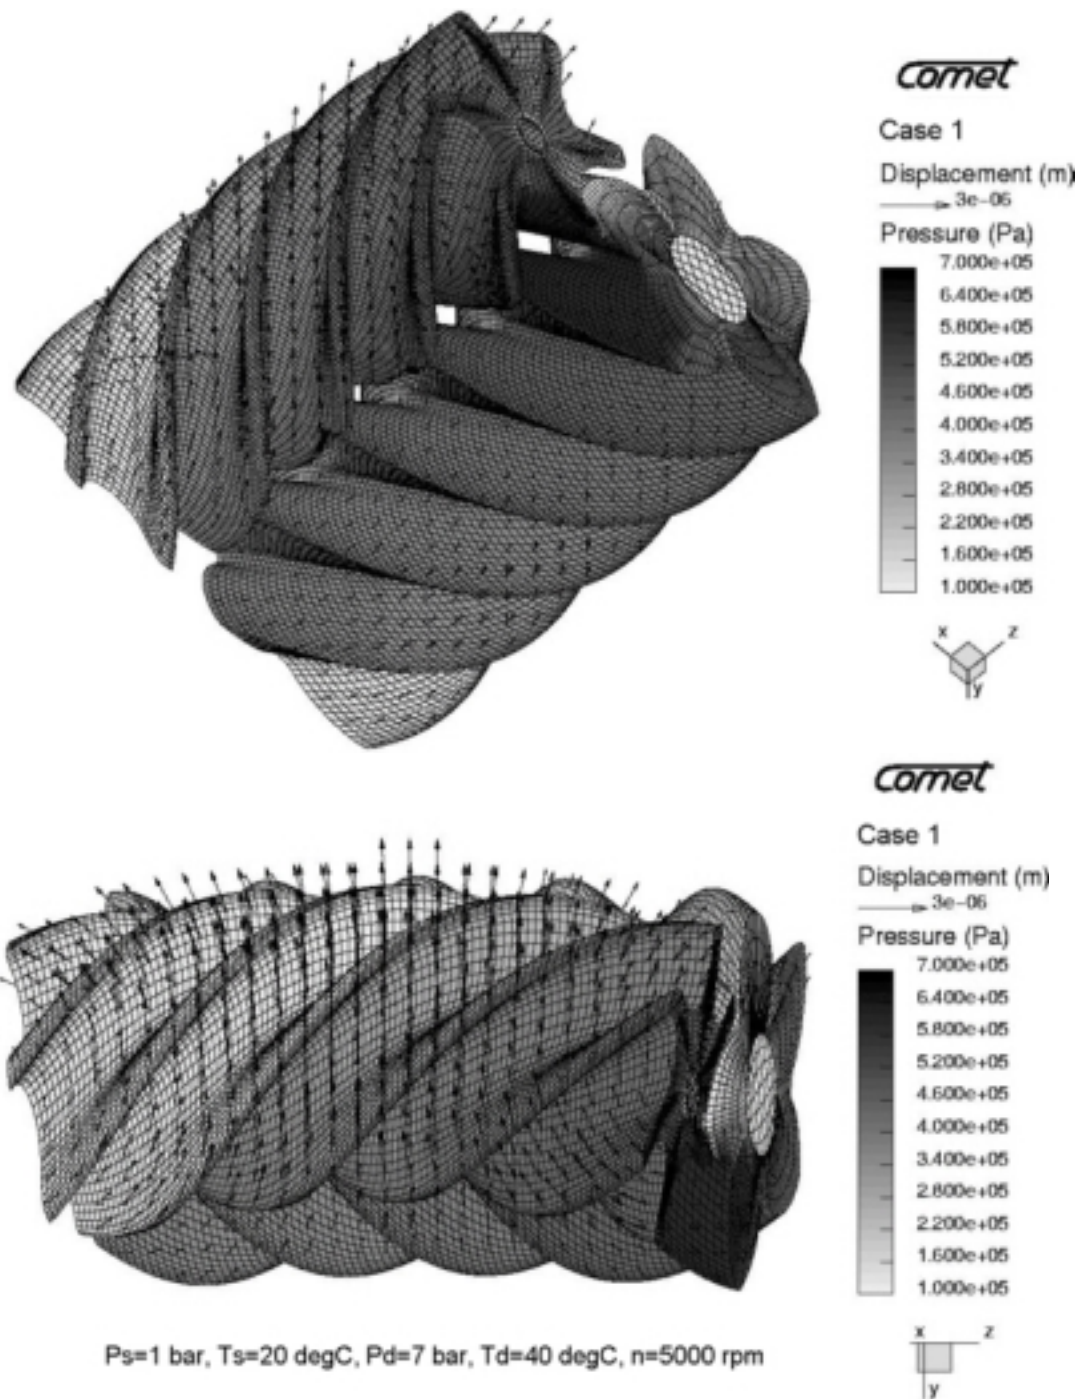 Comet
Case 1
Displacement (m)
3e-06
Pressure (Pa)
7.000e+05
6.400e+05
5.800e+05
5.200e+05
4.600e+05
4.000e+05
3.400e+05
2.800e+05
2.200e+05
1.600e+05
1.000e+05
x z
y
Comet
Case 1
Displacement (m)
3e-06
Pressure (Pa)
7.000e+05
6.400e+05
5.800e+05
5.200e+05
4.600e+05
4.000e+05
3.400e+05
2.800e+05
2.200e+05
1.600e+05
1.000e+05
x z
y
Ps=1 bar, Ts=20 degC, Pd=7 bar, Td=40 degC, n=5000 rpm